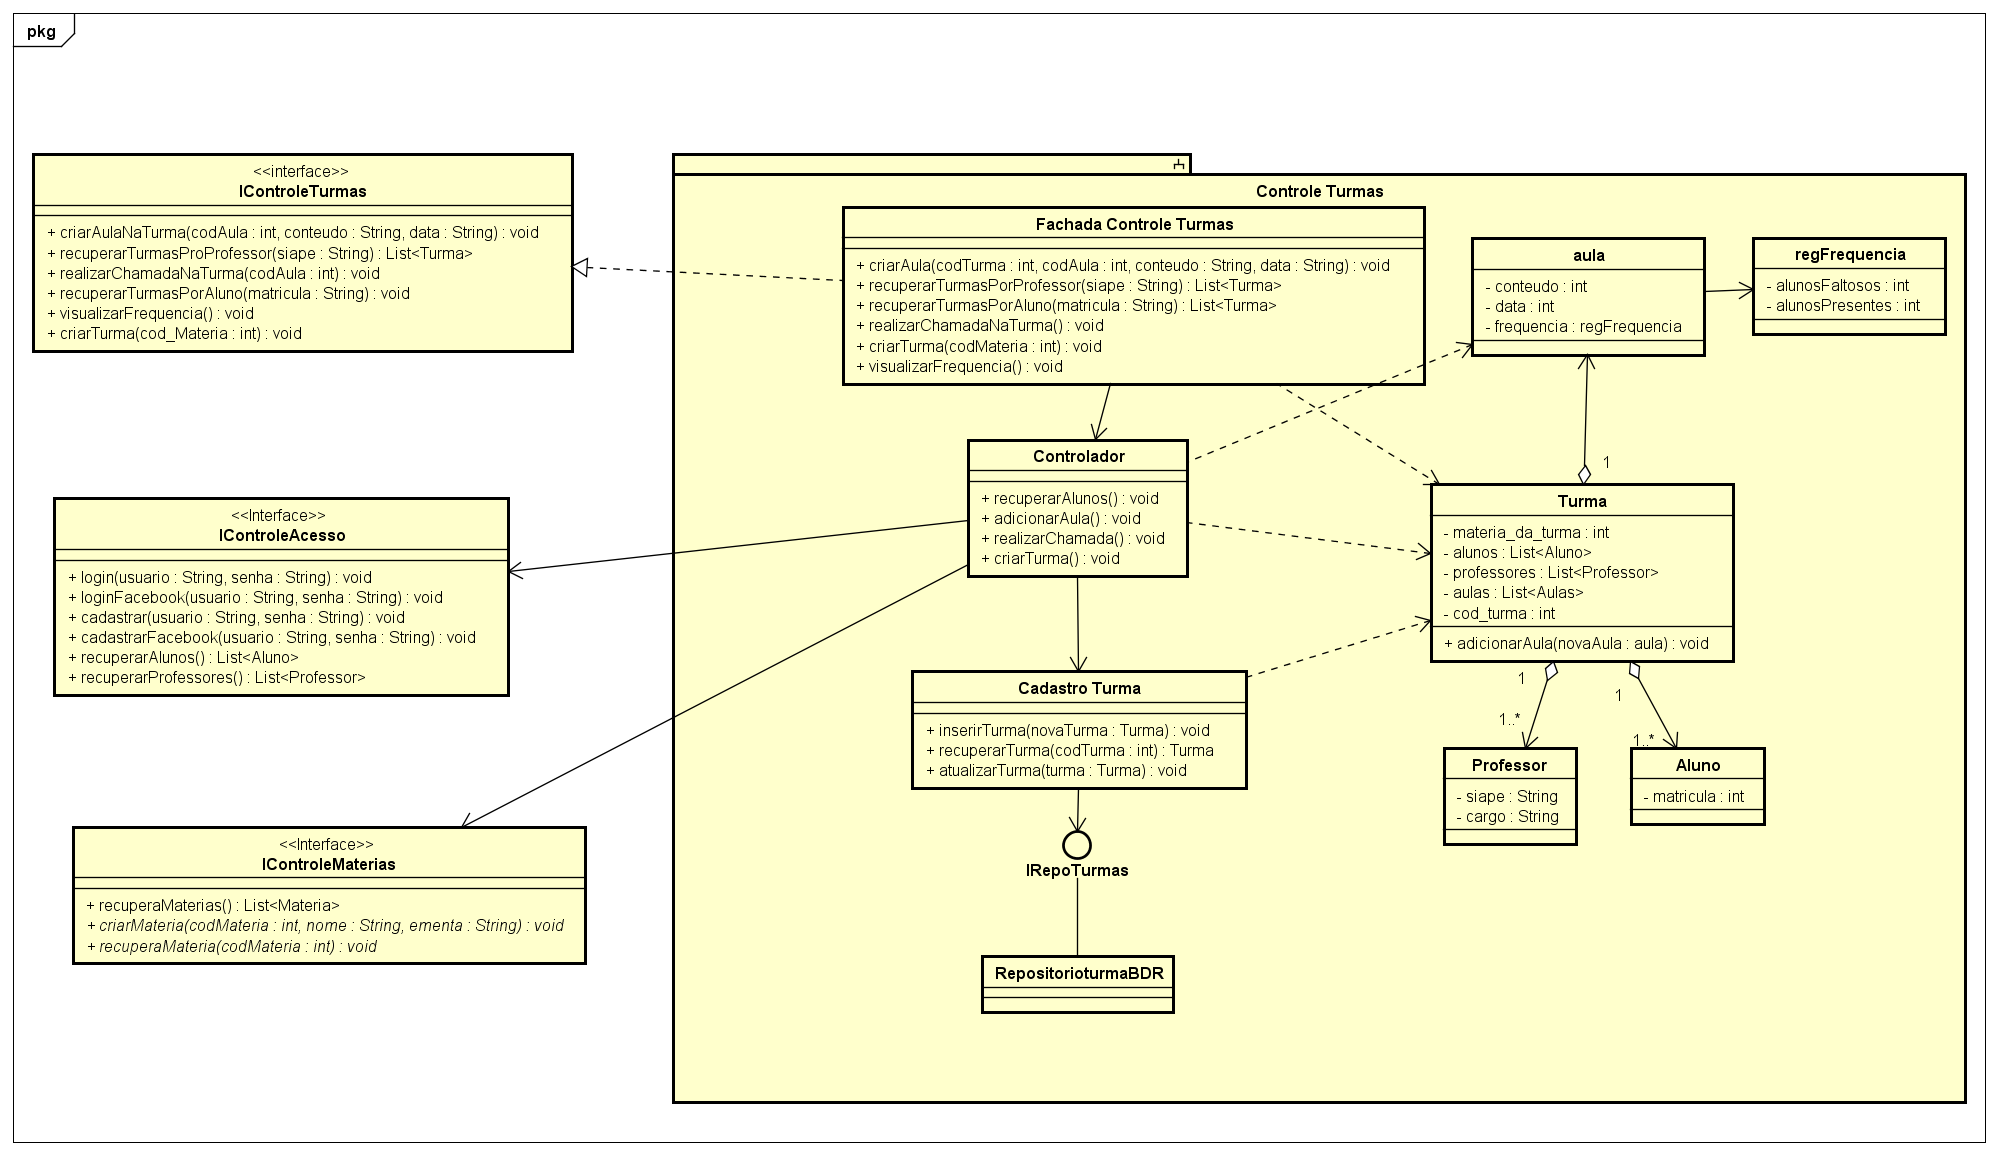 pkg
<<interface>>
IControleTurmas
+ criarAulaNaTurma(codAula : int, conteudo : String, data : String) : void
+ recuperarTurmasProProfessor(siape : String) : List<Turma>
+ realizarChamadaNaTurma(codAula : int) : void
+ recuperarTurmasPorAluno(matricula : String) : void
+ visualizarFrequencia() : void
+ criarTurma(cod_Materia : int) : void
<<Interface>>
IControleAcesso
+ login(usuario : String, senha : String) : void
+ loginFacebook(usuario : String, senha : String) : void
+ cadastrar(usuario : String, senha : String) : void
+ cadastrarFacebook(usuario : String, senha : String) : void
+ recuperarAlunos() : List<Aluno>
+ recuperarProfessores() : List<Professor>
<<Interface>>
IControleMaterias
+ recuperaMaterias() : List<Materia>
+ criarMateria(codMateria : int, nome : String, ementa : String) : void
+ recuperaMateria(codMateria : int) : void
Controle Turmas
Fachada Controle Turmas
+ criarAula(codTurma : int, codAula : int, conteudo : String, data : String) : void
+ recuperarTurmasPorProfessor(siape : String) : List<Turma>
+ recuperarTurmasPorAluno(matricula : String) : List<Turma>
+ realizarChamadaNaTurma() : void
+ criarTurma(codMateria : int) : void
+ visualizarFrequencia() : void
aula
- conteudo : int
- data : int
- frequencia : regFrequencia
regFrequencia
- alunosFaltosos : int
- alunosPresentes : int
Controlador
+ recuperarAlunos() : void
+ adicionarAula() : void
+ realizarChamada() : void
+ criarTurma() : void
1
Turma
- materia_da_turma : int
- alunos : List<Aluno>
- professores : List<Professor>
- aulas : List<Aulas>
- cod_turma : int
+ adicionarAula(novaAula : aula) : void
1
1
1..*
1..*
Cadastro Turma
+ inserirTurma(novaTurma : Turma) : void
+ recuperarTurma(codTurma : int) : Turma
+ atualizarTurma(turma : Turma) : void
Professor
- siape : String
- cargo : String
Aluno
- matricula : int
IRepoTurmas
RepositorioturmaBDR